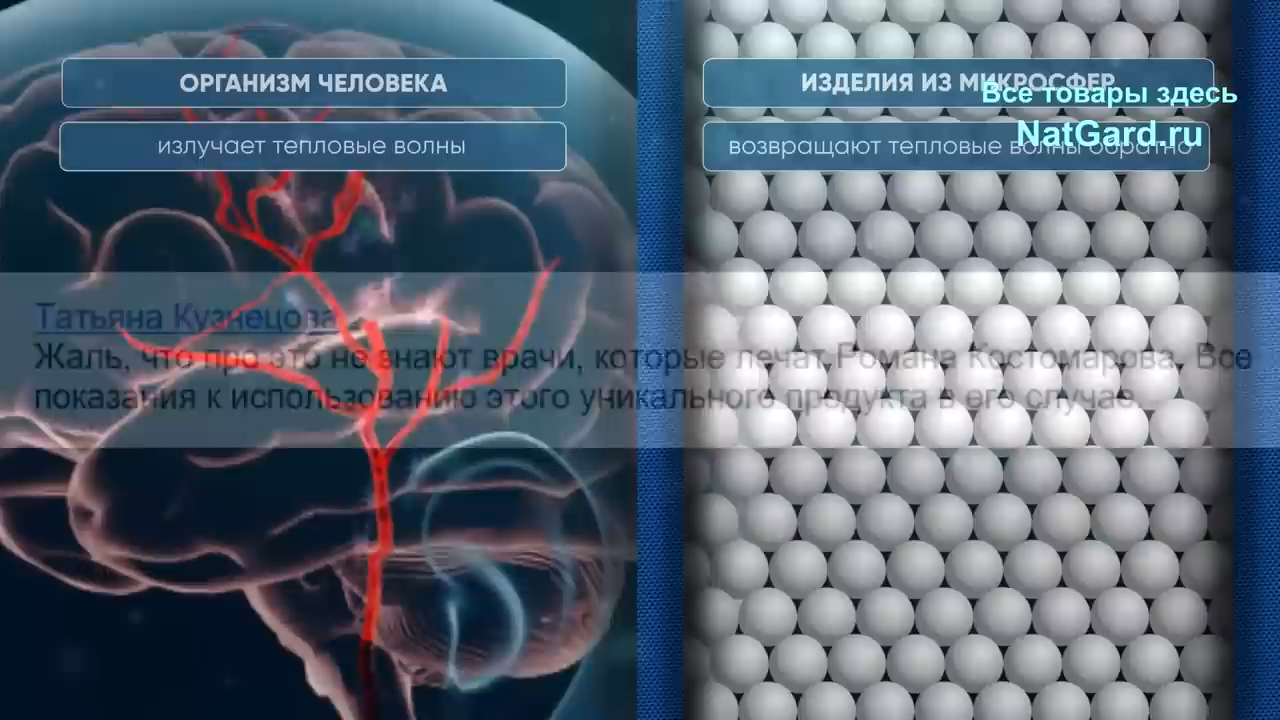 ОРГАНИЗМ ЧЕЛОВЕКА
излучает тепловые волны
ИЗДЕЛИЯ ИЗ МИКРОСФЕР
возвращают тепловые волны обратно
Все товары здесь
NatGard.ru
Татьяна Кузнецова
Жаль, что про это не знают врачи, которые лечат Романа Костомарова. Все
показания к использованию этого уникального продукта в его случае.